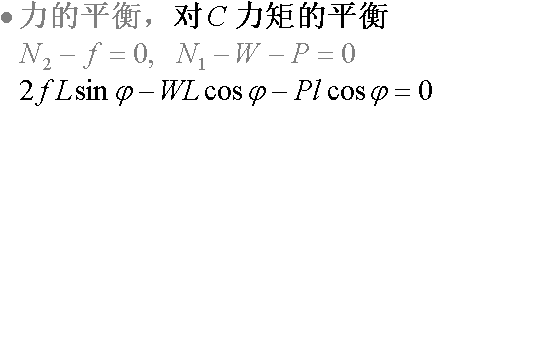 • 力的平衡，对 C 力矩的平衡
N₂ − f = 0, N₁ − W − P = 0
2fL sin φ − WL cos φ − Pl cos φ = 0